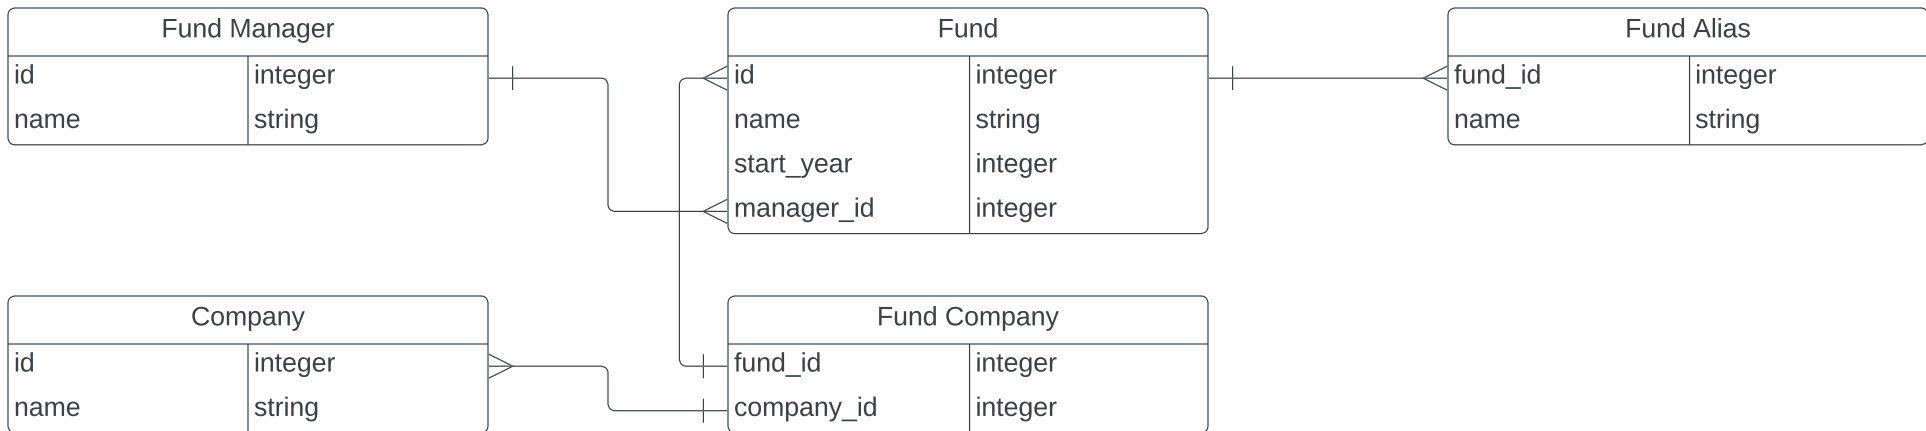 Fund Manager
id integer
name string
Fund
id integer
name string
start_year integer
manager_id integer
Fund Alias
fund_id integer
name string
Company
id integer
name string
Fund Company
fund_id integer
company_id integer